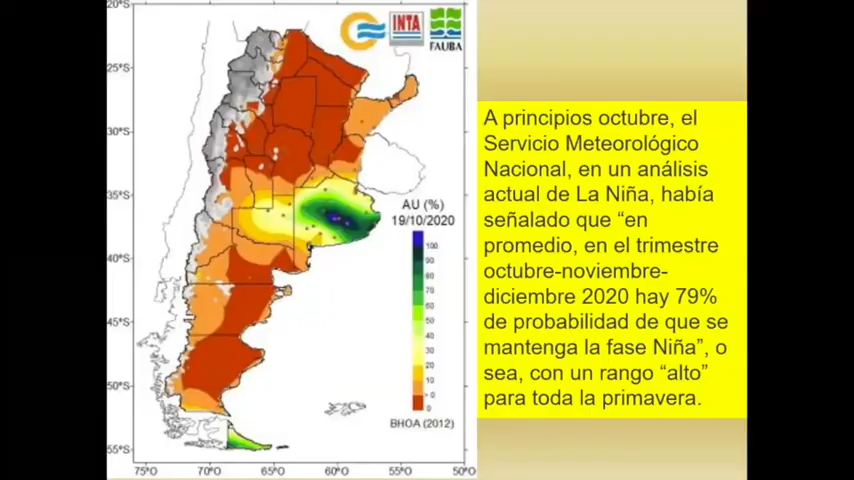 20°S
25°S
30°S
35°S
40°S
45°S
50°S
55°S
75°O
70°O
65°O
60°O
55°O
50°O
INTA
FAUBA
AU (%)
19/10/2020
100
90
80
70
60
50
40
30
20
10
0
0
BHOA (2012)
A principios octubre, el
Servicio Meteorológico
Nacional, en un análisis
actual de La Niña, había
señalado que “en
promedio, en el trimestre
octubre-noviembre-
diciembre 2020 hay 79%
de probabilidad de que se
mantenga la fase Niña”, o
sea, con un rango “alto”
para toda la primavera.